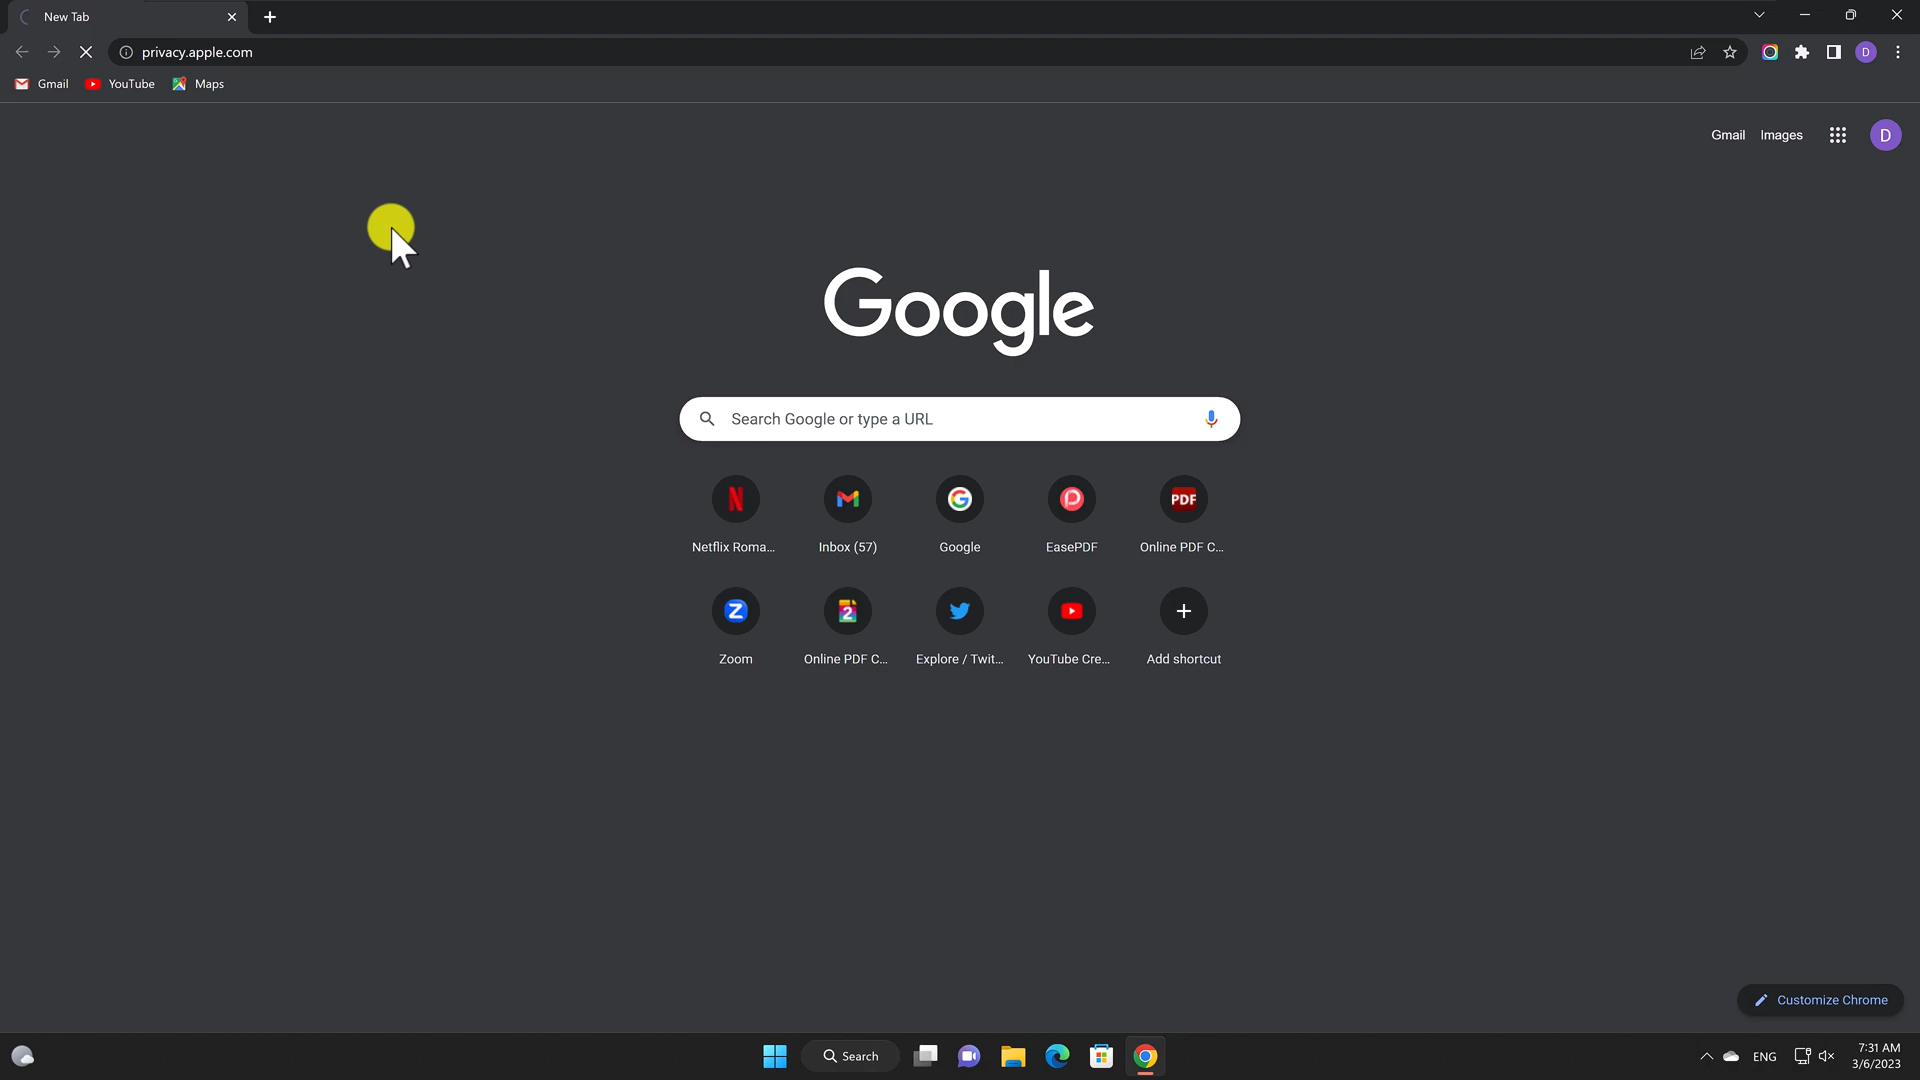 New Tab
privacy.apple.com
D
Gmail YouTube Maps
Gmail Images D
Google
Search Google or type a URL
PDF
Netflix Roma... Inbox (57) Google EasePDF Online PDF C...
Z 2
Zoom Online PDF C... Explore / Twit... YouTube Cre... Add shortcut
Customize Chrome
Search
ENG
7:31 AM
3/6/2023